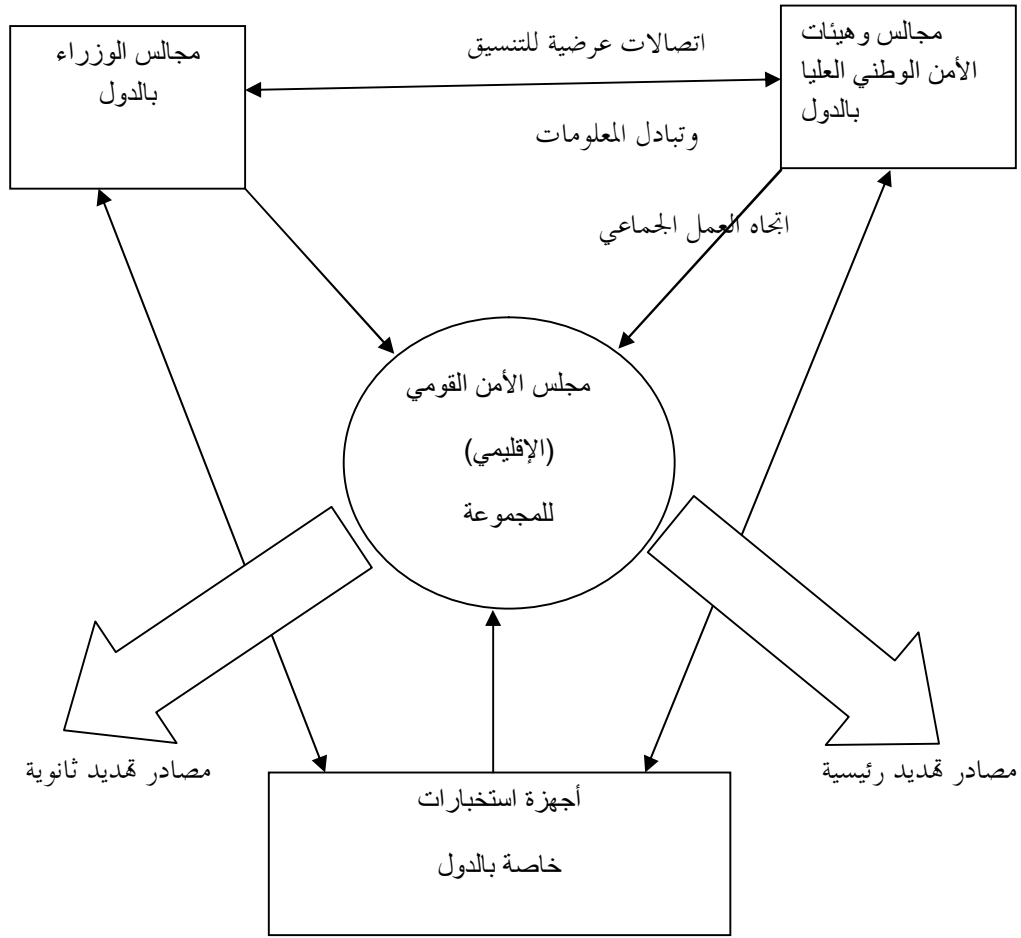 مجالس وهيئات
الأمن الوطني العليا
بالدول
اتصالات عرضية للتنسيق
وتبادل المعلومات
مجالس الوزراء
بالدول
اتجاه العمل الجماعي
مجلس الأمن القومي
(الإقليمي)
للمجموعة
مصادر تهديد رئيسية
مصادر تهديد ثانوية
أجهزة استخبارات
خاصة بالدول